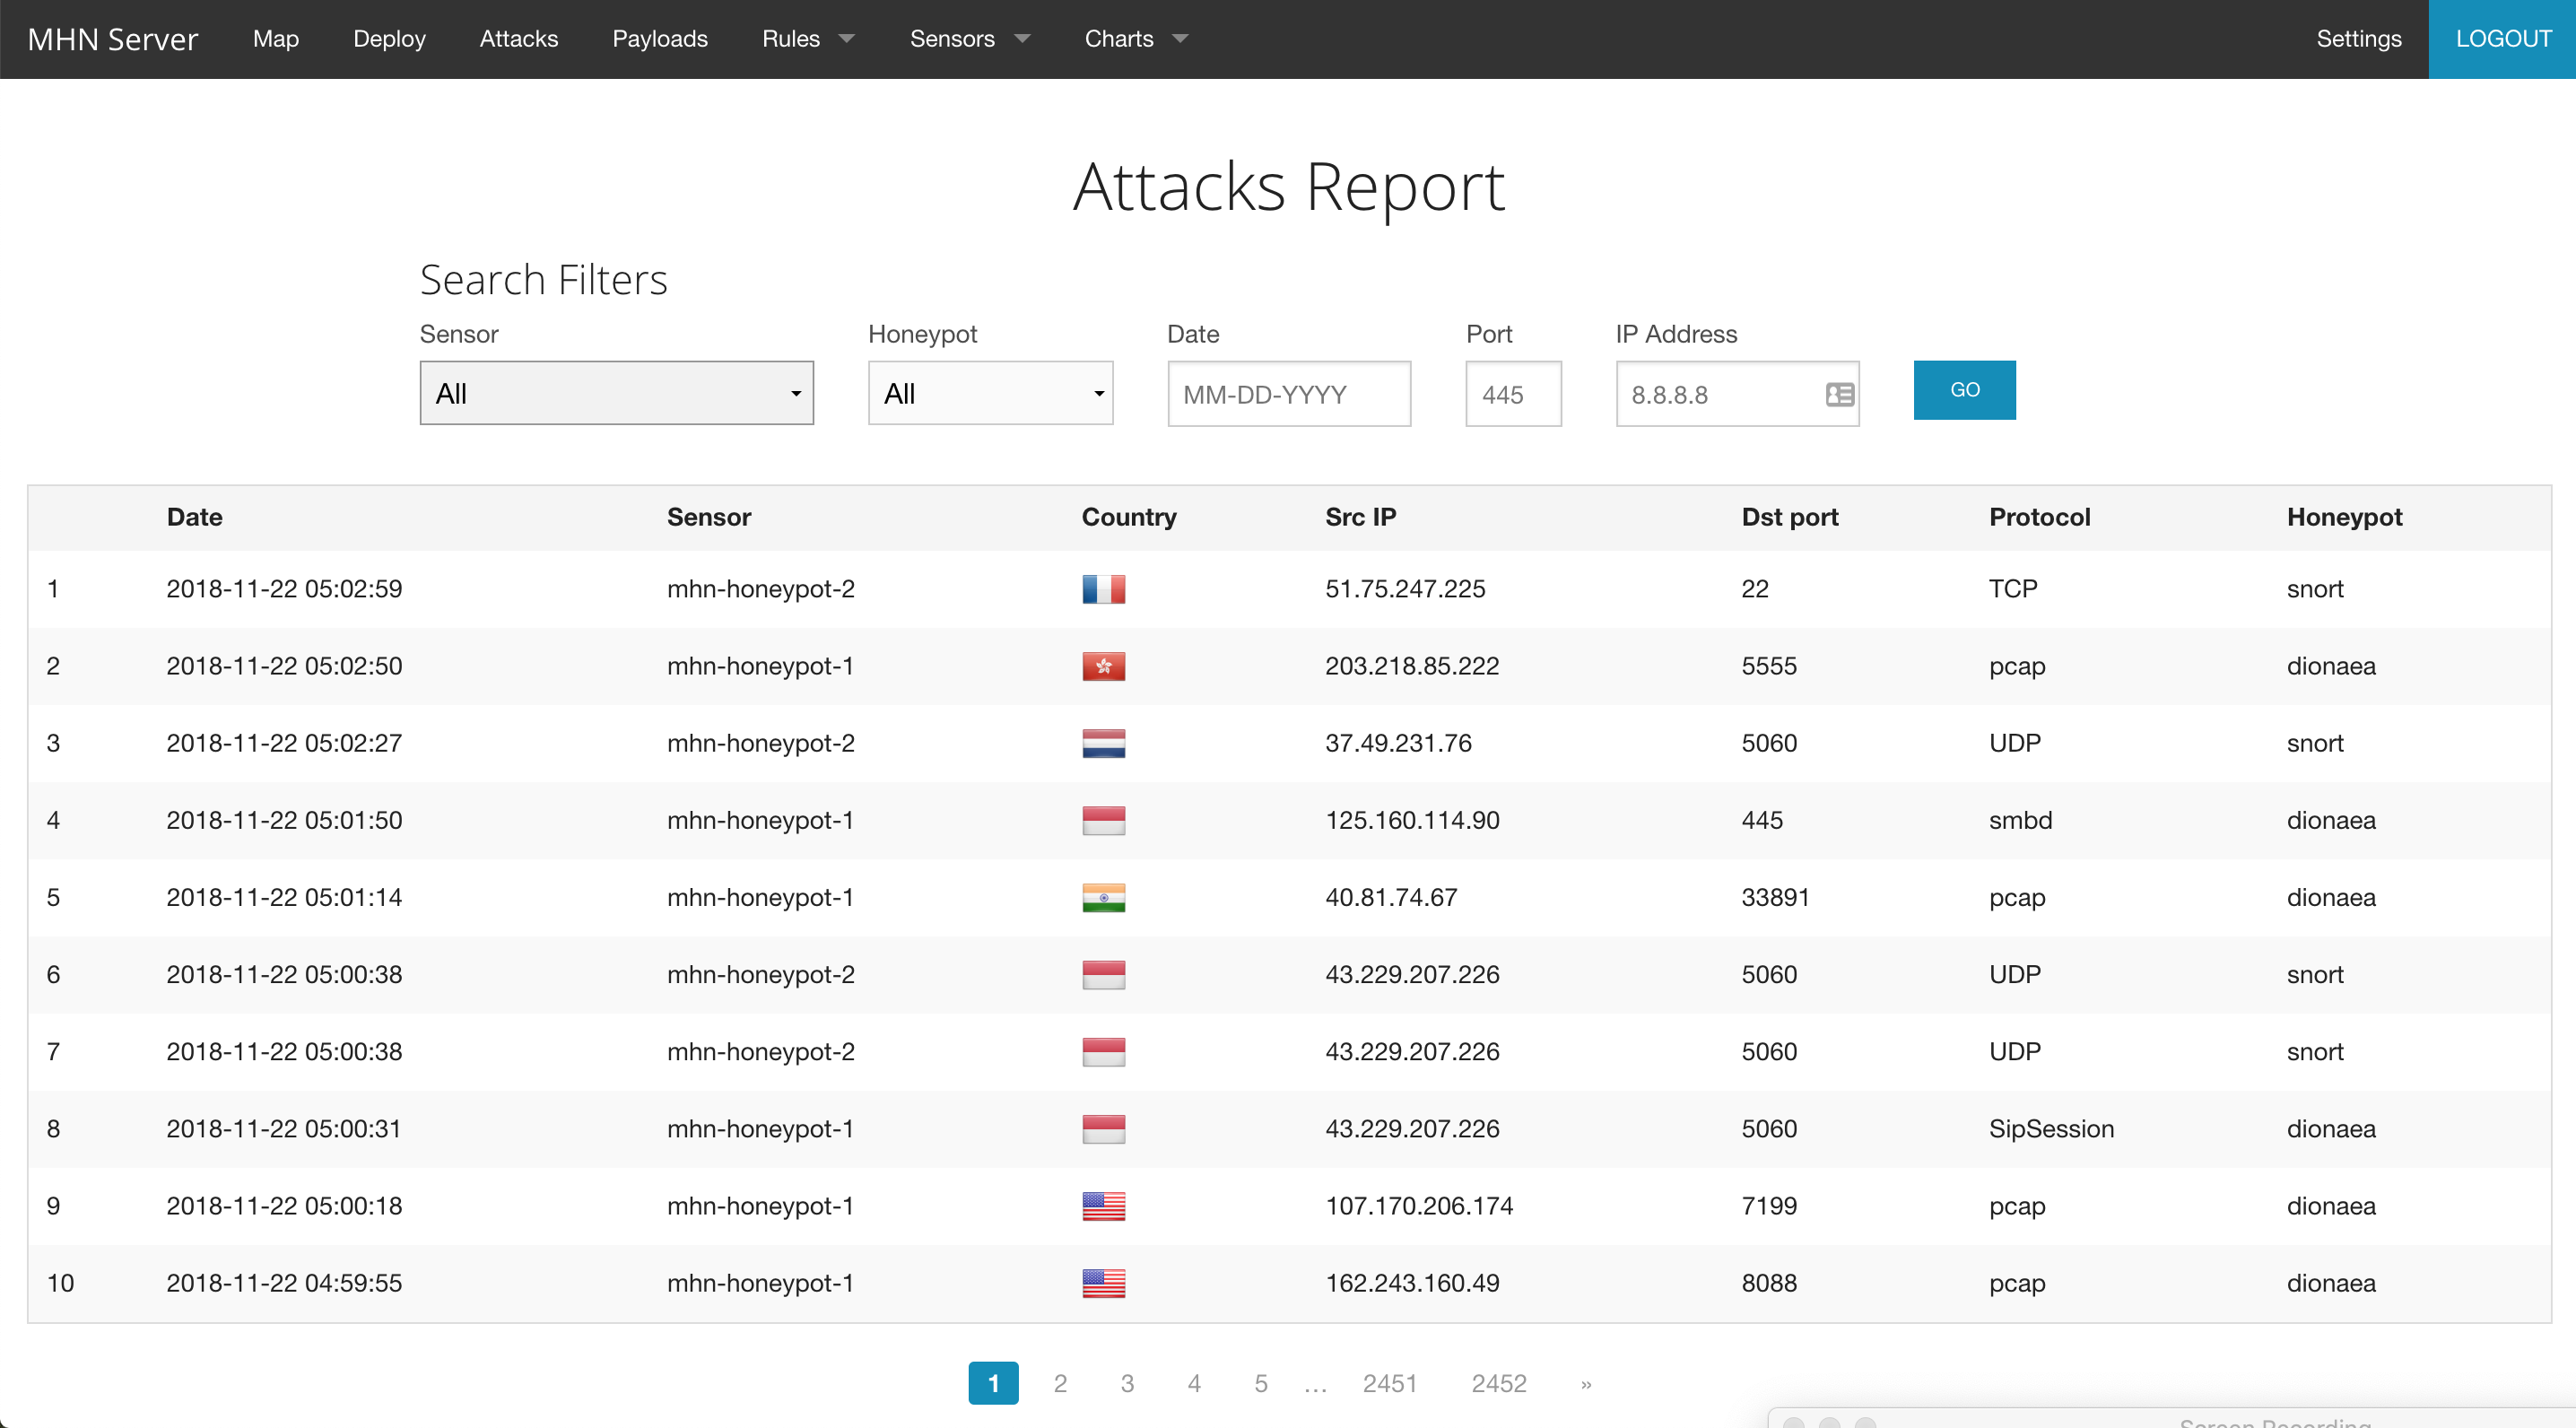 MHN Server Map Deploy Attacks Payloads Rules Sensors Charts Settings LOGOUT
Attacks Report
Search Filters
Sensor Honeypot Date Port IP Address
All All MM-DD-YYYY 445 8.8.8.8 GO
Date Sensor Country Src IP Dst port Protocol Honeypot
1 2018-11-22 05:02:59 mhn-honeypot-2 51.75.247.225 22 TCP snort
2 2018-11-22 05:02:50 mhn-honeypot-1 203.218.85.222 5555 pcap dionaea
3 2018-11-22 05:02:27 mhn-honeypot-2 37.49.231.76 5060 UDP snort
4 2018-11-22 05:01:50 mhn-honeypot-1 125.160.114.90 445 smbd dionaea
5 2018-11-22 05:01:14 mhn-honeypot-1 40.81.74.67 33891 pcap dionaea
6 2018-11-22 05:00:38 mhn-honeypot-2 43.229.207.226 5060 UDP snort
7 2018-11-22 05:00:38 mhn-honeypot-2 43.229.207.226 5060 UDP snort
8 2018-11-22 05:00:31 mhn-honeypot-1 43.229.207.226 5060 SipSession dionaea
9 2018-11-22 05:00:18 mhn-honeypot-1 107.170.206.174 7199 pcap dionaea
10 2018-11-22 04:59:55 mhn-honeypot-1 162.243.160.49 8088 pcap dionaea
1 2 3 4 5 … 2451 2452 »
Screen Recording